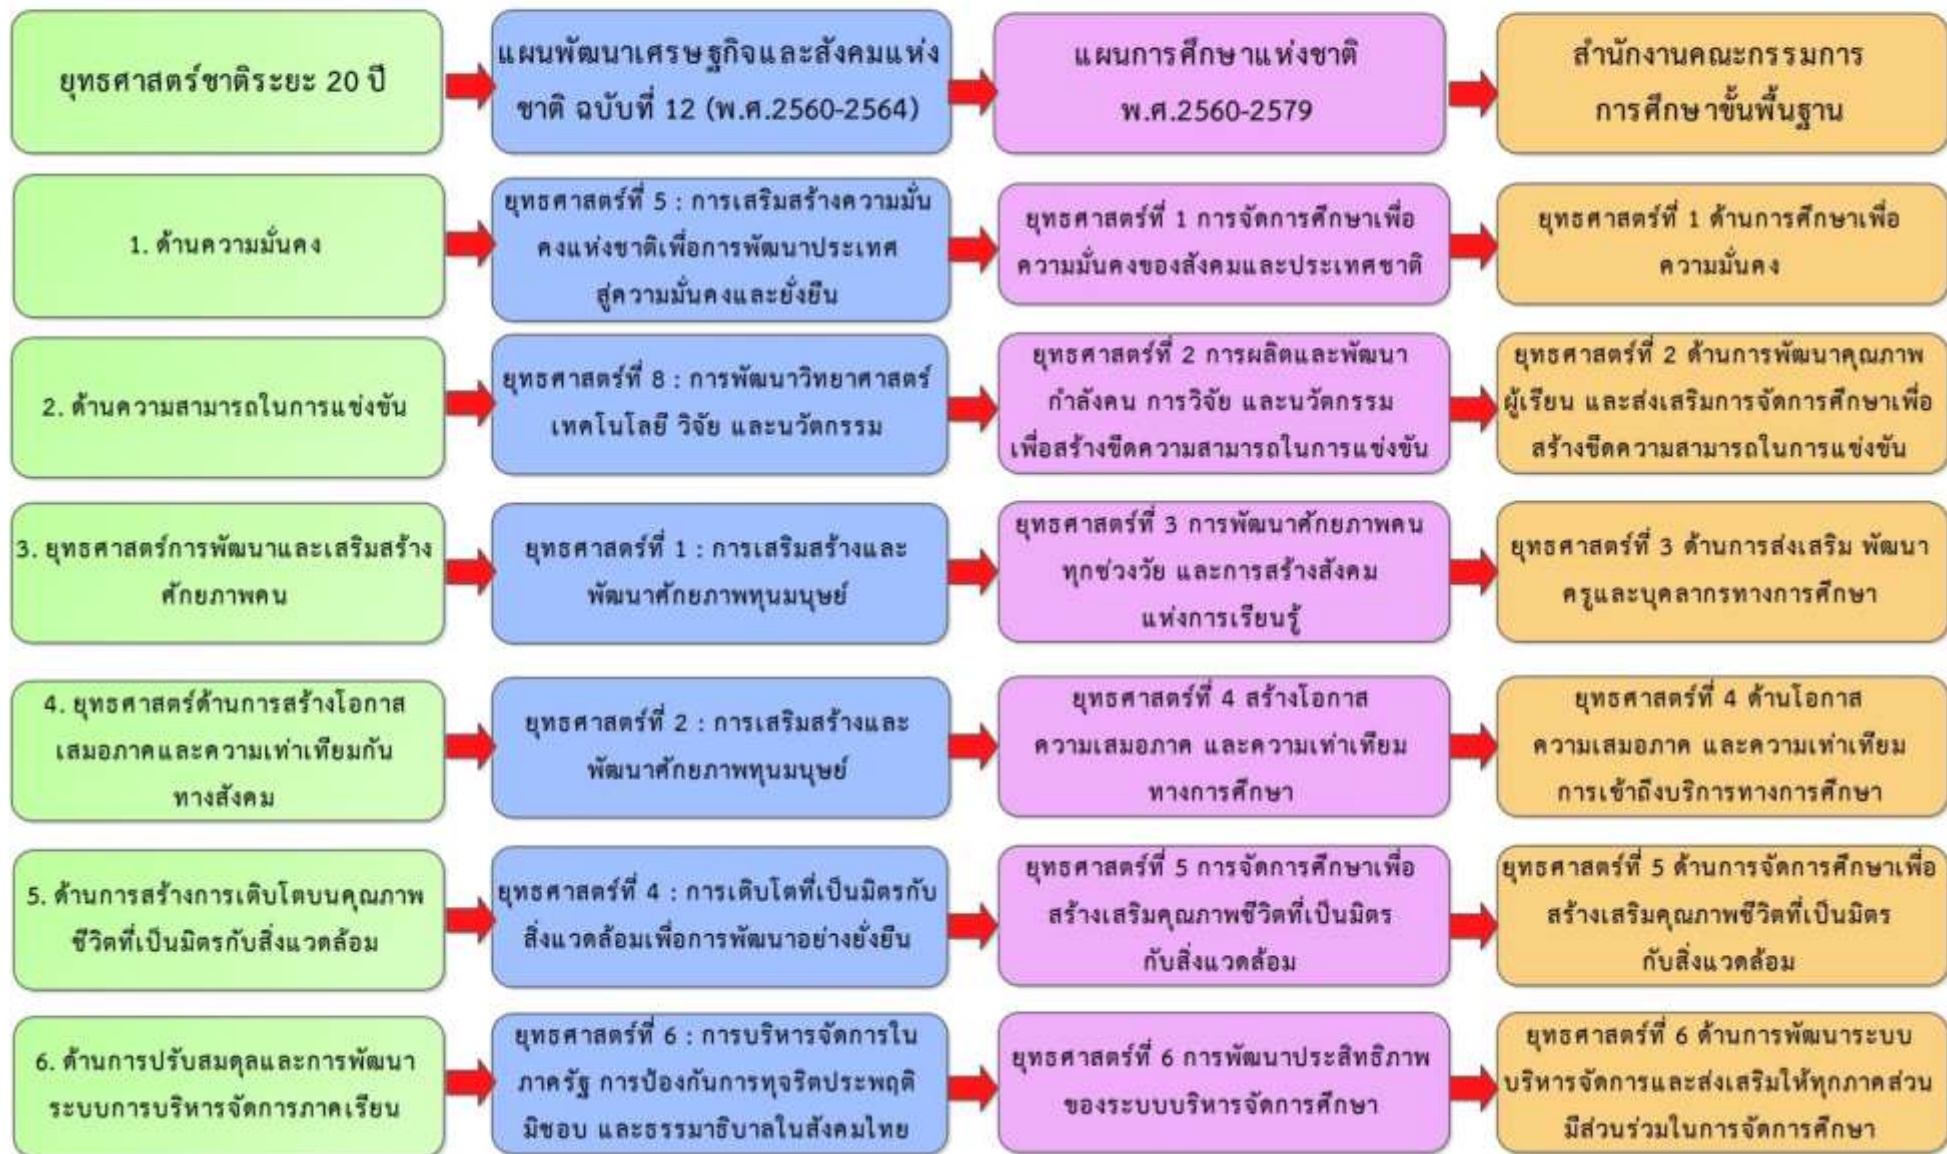 ยุทธศาสตร์ชาติระยะ 20 ปี
แผนพัฒนาเศรษฐกิจและสังคมแห่ง
ชาติ ฉบับที่ 12 (พ.ศ.2560-2564)
แผนการศึกษาแห่งชาติ
พ.ศ.2560-2579
สำนักงานคณะกรรมการ
การศึกษาขั้นพื้นฐาน
1. ด้านความมั่นคง
ยุทธศาสตร์ที่ 5 : การเสริมสร้างความมั่น
คงแห่งชาติเพื่อการพัฒนาประเทศ
สู่ความมั่นคงและยั่งยืน
ยุทธศาสตร์ที่ 1 การจัดการศึกษาเพื่อ
ความมั่นคงของสังคมและประเทศชาติ
ยุทธศาสตร์ที่ 1 ด้านการศึกษาเพื่อ
ความมั่นคง
2. ด้านความสามารถในการแข่งขัน
ยุทธศาสตร์ที่ 8 : การพัฒนาวิทยาศาสตร์
เทคโนโลยี วิจัย และนวัตกรรม
ยุทธศาสตร์ที่ 2 การผลิตและพัฒนา
กำลังคน การวิจัย และนวัตกรรม
เพื่อสร้างขีดความสามารถในการแข่งขัน
ยุทธศาสตร์ที่ 2 ด้านการพัฒนาคุณภาพ
ผู้เรียน และส่งเสริมการจัดการศึกษาเพื่อ
สร้างขีดความสามารถในการแข่งขัน
3. ยุทธศาสตร์การพัฒนาและเสริมสร้าง
ศักยภาพคน
ยุทธศาสตร์ที่ 1 : การเสริมสร้างและ
พัฒนาศักยภาพทุนมนุษย์
ยุทธศาสตร์ที่ 3 การพัฒนาศักยภาพคน
ทุกช่วงวัย และการสร้างสังคม
แห่งการเรียนรู้
ยุทธศาสตร์ที่ 3 ด้านการส่งเสริม พัฒนา
ครูและบุคลากรทางการศึกษา
4. ยุทธศาสตร์ด้านการสร้างโอกาส
เสมอภาคและความเท่าเทียมกัน
ทางสังคม
ยุทธศาสตร์ที่ 2 : การเสริมสร้างและ
พัฒนาศักยภาพทุนมนุษย์
ยุทธศาสตร์ที่ 4 สร้างโอกาส
ความเสมอภาค และความเท่าเทียม
ทางการศึกษา
ยุทธศาสตร์ที่ 4 ด้านโอกาส
ความเสมอภาค และความเท่าเทียม
การเข้าถึงบริการทางการศึกษา
5. ด้านการสร้างการเติบโตบนคุณภาพ
ชีวิตที่เป็นมิตรกับสิ่งแวดล้อม
ยุทธศาสตร์ที่ 4 : การเติบโตที่เป็นมิตรกับ
สิ่งแวดล้อมเพื่อการพัฒนาอย่างยั่งยืน
ยุทธศาสตร์ที่ 5 การจัดการศึกษาเพื่อ
สร้างเสริมคุณภาพชีวิตที่เป็นมิตร
กับสิ่งแวดล้อม
ยุทธศาสตร์ที่ 5 ด้านการจัดการศึกษาเพื่อ
สร้างเสริมคุณภาพชีวิตที่เป็นมิตร
กับสิ่งแวดล้อม
6. ด้านการปรับสมดุลและการพัฒนา
ระบบการบริหารจัดการภาคเรียน
ยุทธศาสตร์ที่ 6 : การบริหารจัดการใน
ภาครัฐ การป้องกันการทุจริตประพฤติ
มิชอบ และธรรมาธิบาลในสังคมไทย
ยุทธศาสตร์ที่ 6 การพัฒนาประสิทธิภาพ
ของระบบบริหารจัดการศึกษา
ยุทธศาสตร์ที่ 6 ด้านการพัฒนาระบบ
บริหารจัดการและส่งเสริมให้ทุกภาคส่วน
มีส่วนร่วมในการจัดการศึกษา